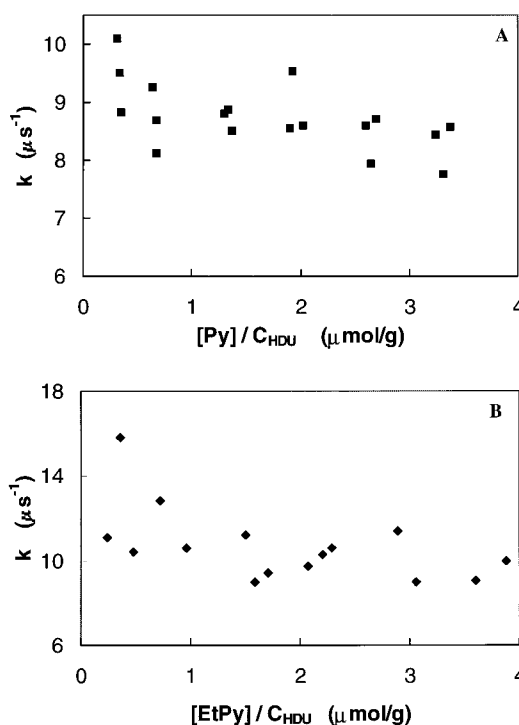 A
10
9
8
7
6
k (μs⁻¹)
0 1 2 3 4
[Py] / C_HDU (μmol/g)
B
18
14
10
6
k (μs⁻¹)
0 1 2 3 4
[EtPy] / C_HDU (μmol/g)